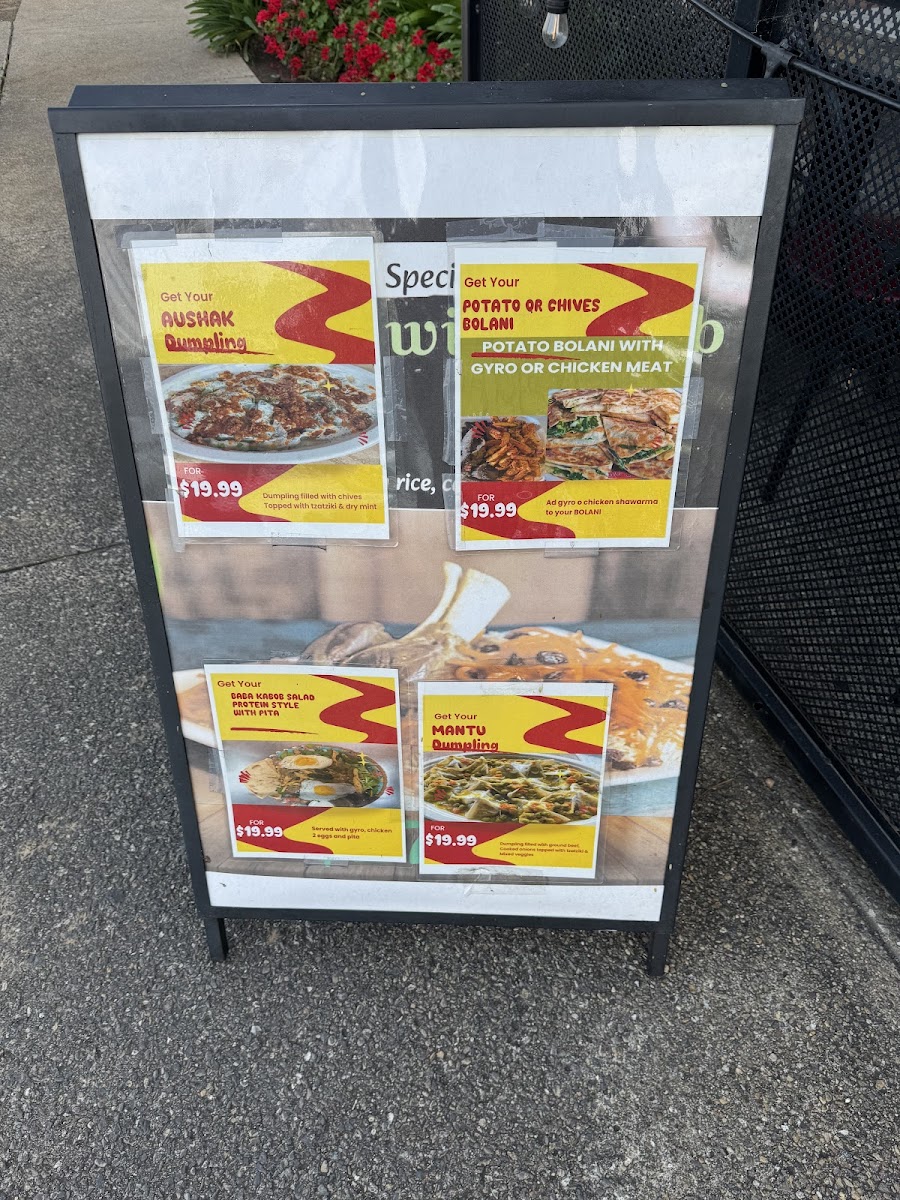 Get Your
AUSHAK
Dumpling
FOR
$19.99
Dumpling filled with chives
Topped with tzatziki & dry mint
Speci
wi
b
rice, c
Get Your
POTATO OR CHIVES
BOLANI
POTATO BOLANI WITH
GYRO OR CHICKEN MEAT
FOR
$19.99
Ad gyro o chicken shawarma
to your BOLANI
Get Your
BABA KABOB SALAD
PROTEIN STYLE
WITH PITA
FOR
$19.99
Served with gyro, chicken
2 eggs and pita
Get Your
MANTU
Dumpling
FOR
$19.99
Dumpling filled with ground beef,
Cooked onions topped with tzatziki &
Mixed veggies